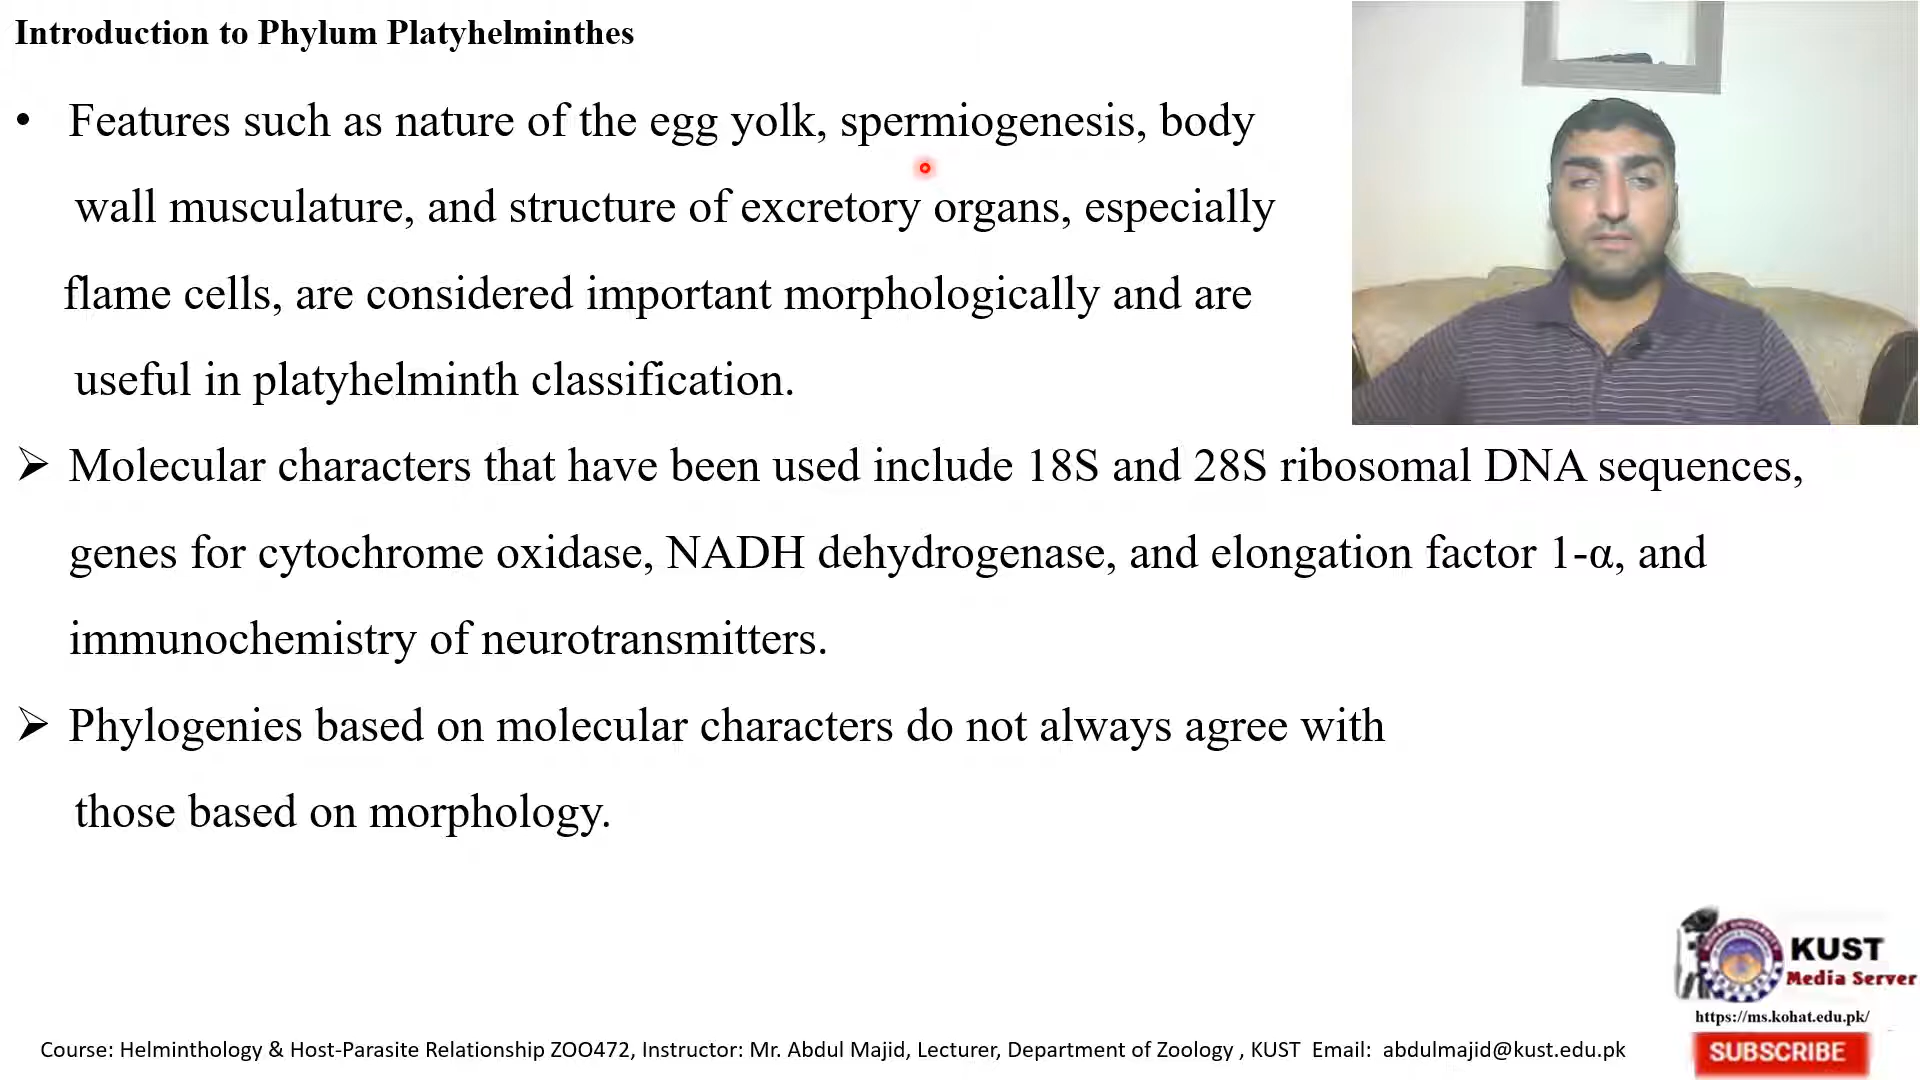 Introduction to Phylum Platyhelminthes
• Features such as nature of the egg yolk, spermiogenesis, body
wall musculature, and structure of excretory organs, especially
flame cells, are considered important morphologically and are
useful in platyhelminth classification.
➢ Molecular characters that have been used include 18S and 28S ribosomal DNA sequences,
genes for cytochrome oxidase, NADH dehydrogenase, and elongation factor 1-α, and
immunochemistry of neurotransmitters.
➢ Phylogenies based on molecular characters do not always agree with
those based on morphology.
KUST
Media Server
https://ms.kohat.edu.pk/
SUBSCRIBE
Course: Helminthology & Host-Parasite Relationship ZOO472, Instructor: Mr. Abdul Majid, Lecturer, Department of Zoology , KUST Email: abdulmajid@kust.edu.pk